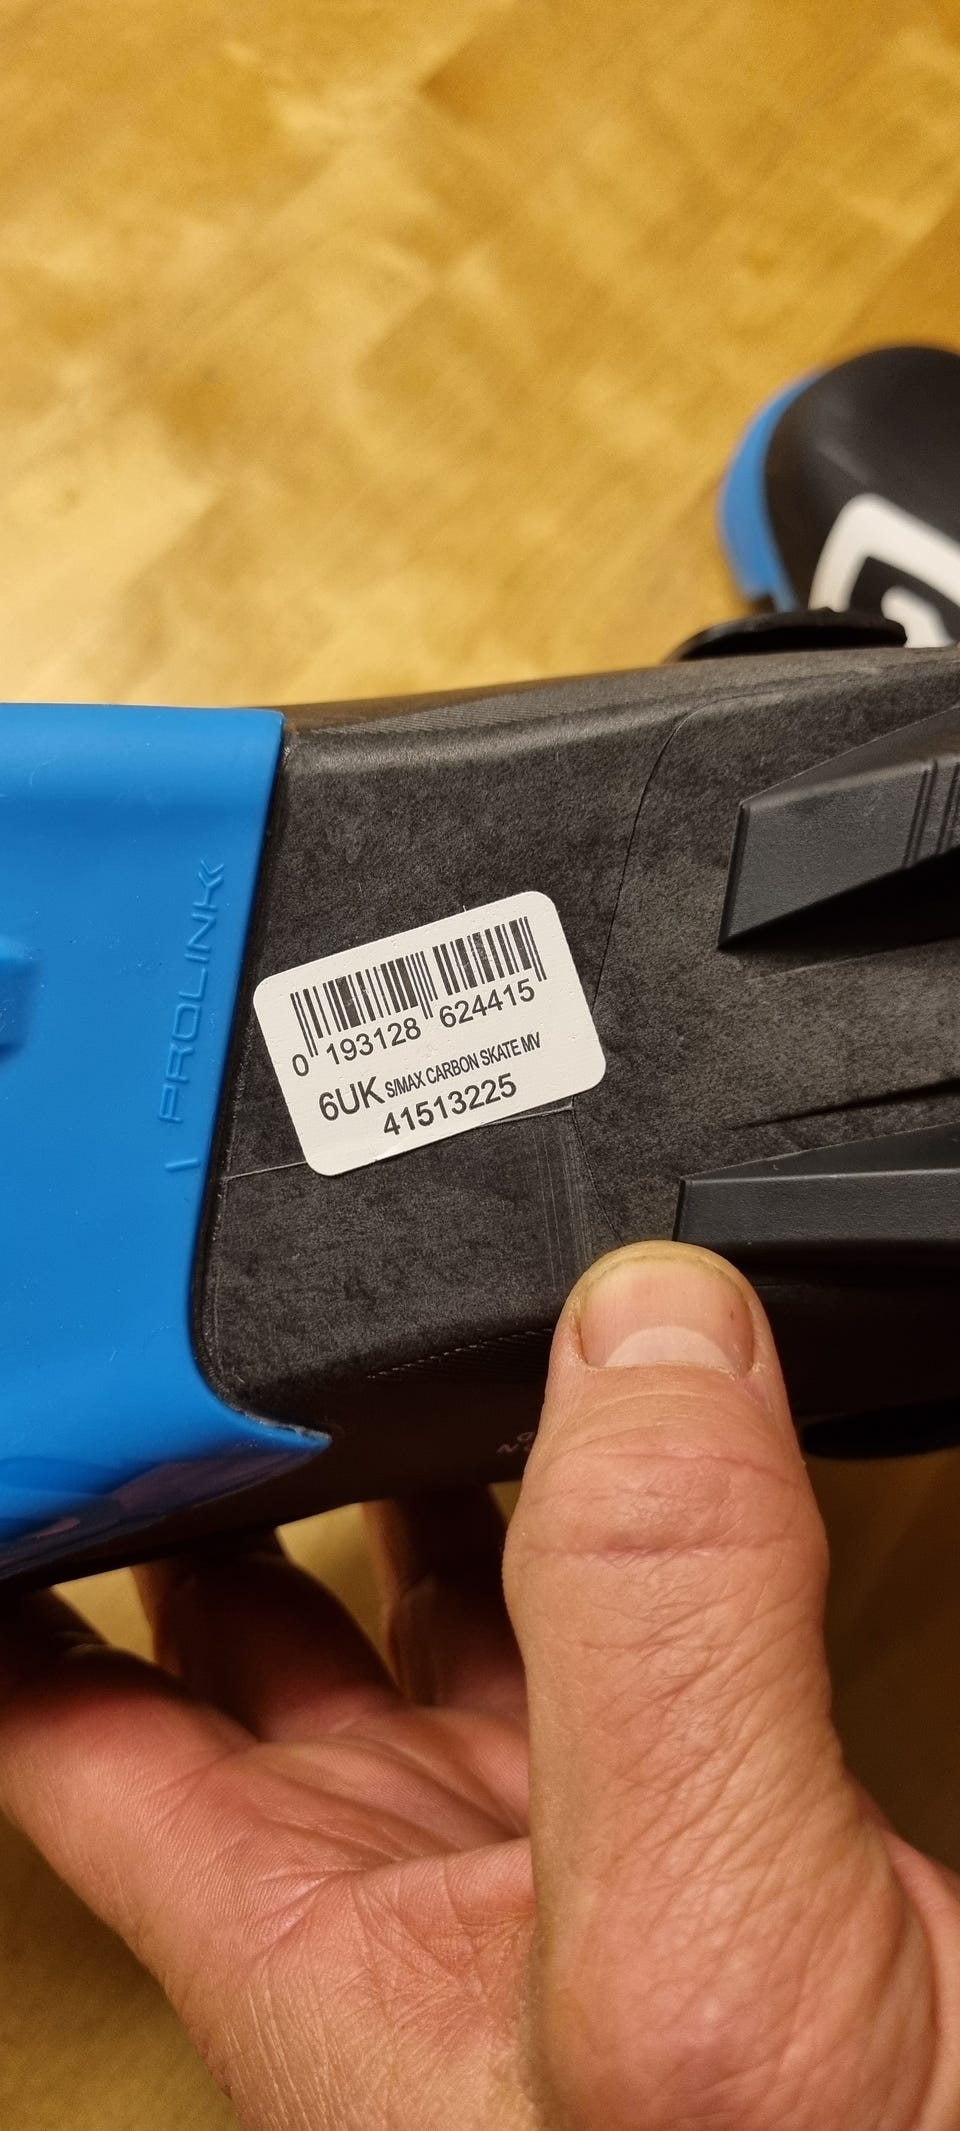 PROLINK
0 193128 624415
6UK S/MAX CARBON SKATE MV
41513225